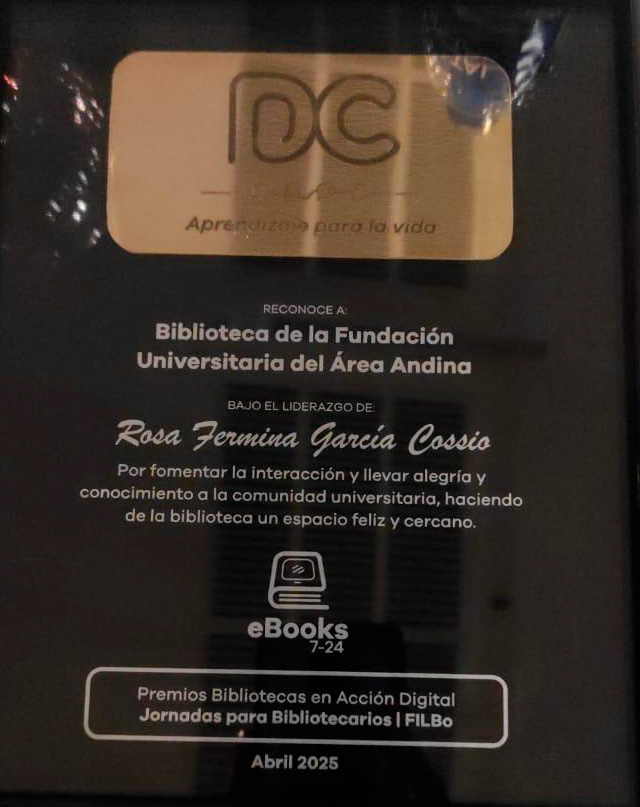 DC
Aprendizaje para la vida
RECONOCE A:
Biblioteca de la Fundación
Universitaria del Área Andina
BAJO EL LIDERAZGO DE:
Rosa Fermina García Cossio
Por fomentar la interacción y llevar alegría y
conocimiento a la comunidad universitaria, haciendo
de la biblioteca un espacio feliz y cercano.
eBooks
7-24
Premios Bibliotecas en Acción Digital
Jornadas para Bibliotecarios | FILBo
Abril 2025